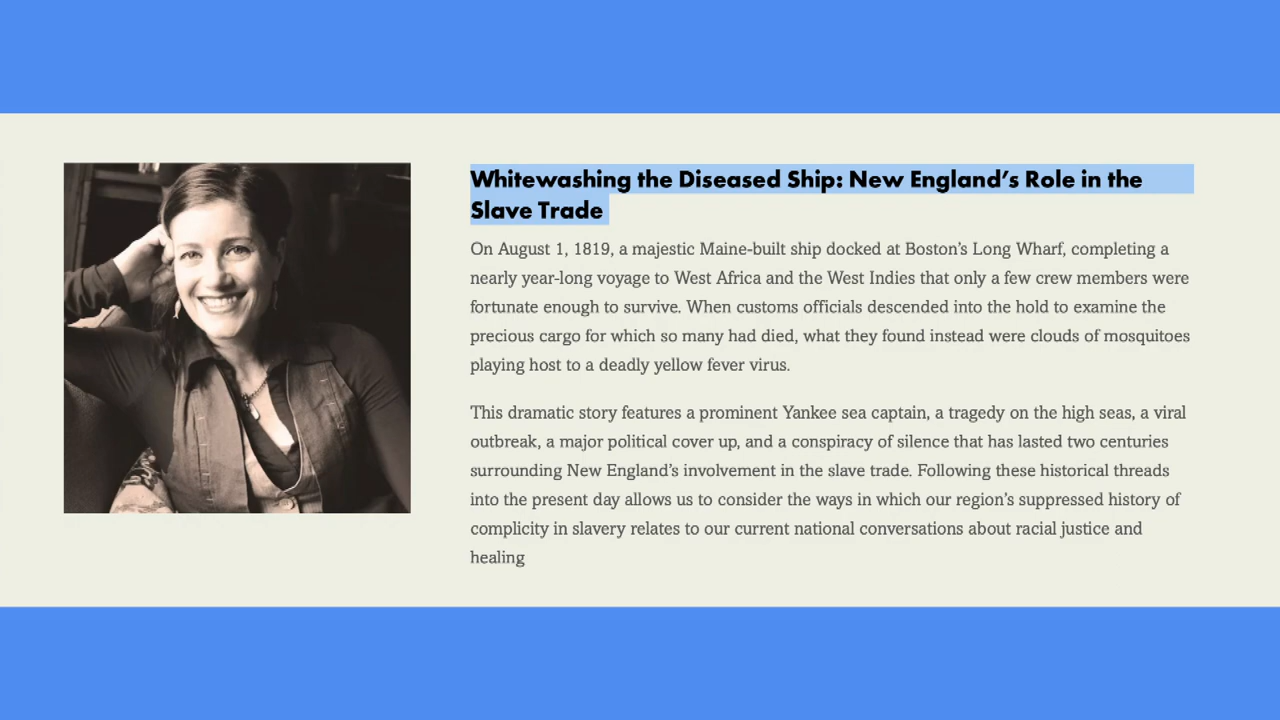 Whitewashing the Diseased Ship: New England's Role in the
Slave Trade
On August 1, 1819, a majestic Maine-built ship docked at Boston's Long Wharf, completing a
nearly year-long voyage to West Africa and the West Indies that only a few crew members were
fortunate enough to survive. When customs officials descended into the hold to examine the
precious cargo for which so many had died, what they found instead were clouds of mosquitoes
playing host to a deadly yellow fever virus.
This dramatic story features a prominent Yankee sea captain, a tragedy on the high seas, a viral
outbreak, a major political cover up, and a conspiracy of silence that has lasted two centuries
surrounding New England's involvement in the slave trade. Following these historical threads
into the present day allows us to consider the ways in which our region's suppressed history of
complicity in slavery relates to our current national conversations about racial justice and
healing